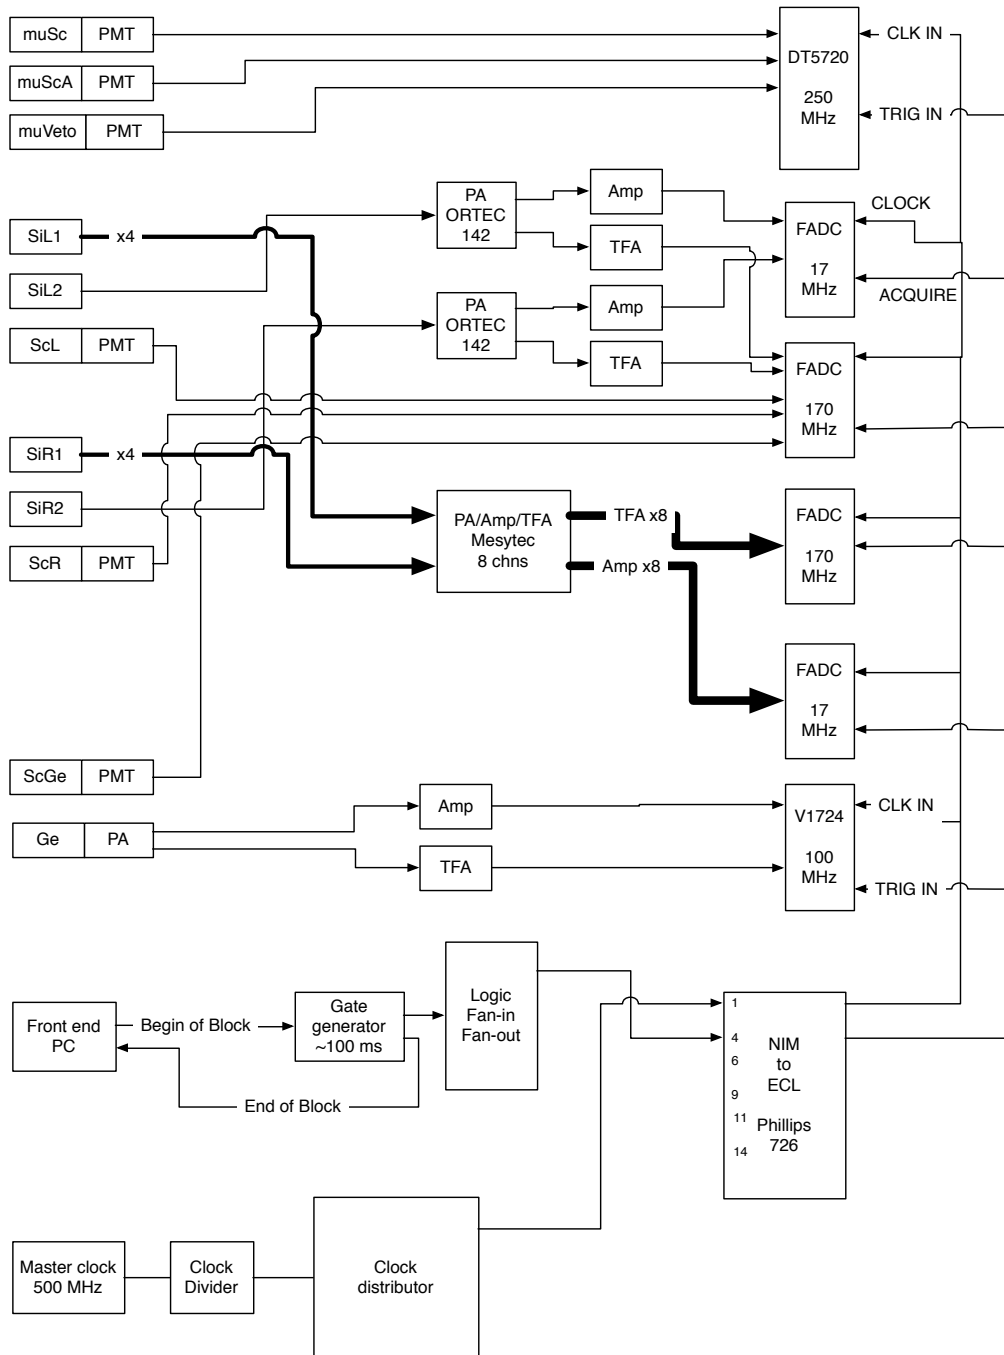 muSc PMT
CLK IN
DT5720
muScA PMT
250
MHz
TRIG IN
muVeto PMT
PA
ORTEC
142
Amp
CLOCK
SiL1 x4
FADC
TFA
17
MHz
SiL2
ACQUIRE
PA
ORTEC
142
Amp
ScL PMT
TFA
FADC
170
MHz
SiR1 x4
SiR2
PA/Amp/TFA
Mesytec
8 chns
TFA x8
FADC
170
MHz
ScR PMT
Amp x8
FADC
17
MHz
ScGe PMT
Amp
CLK IN
V1724
Ge PA
100
MHz
TFA
TRIG IN
Logic
Fan-in
Fan-out
Gate
generator
~100 ms
Front end
PC
Begin of Block
End of Block
1
4
6
9
11
14
NIM
to
ECL
Phillips
726
Master clock
500 MHz
Clock
Divider
Clock
distributor